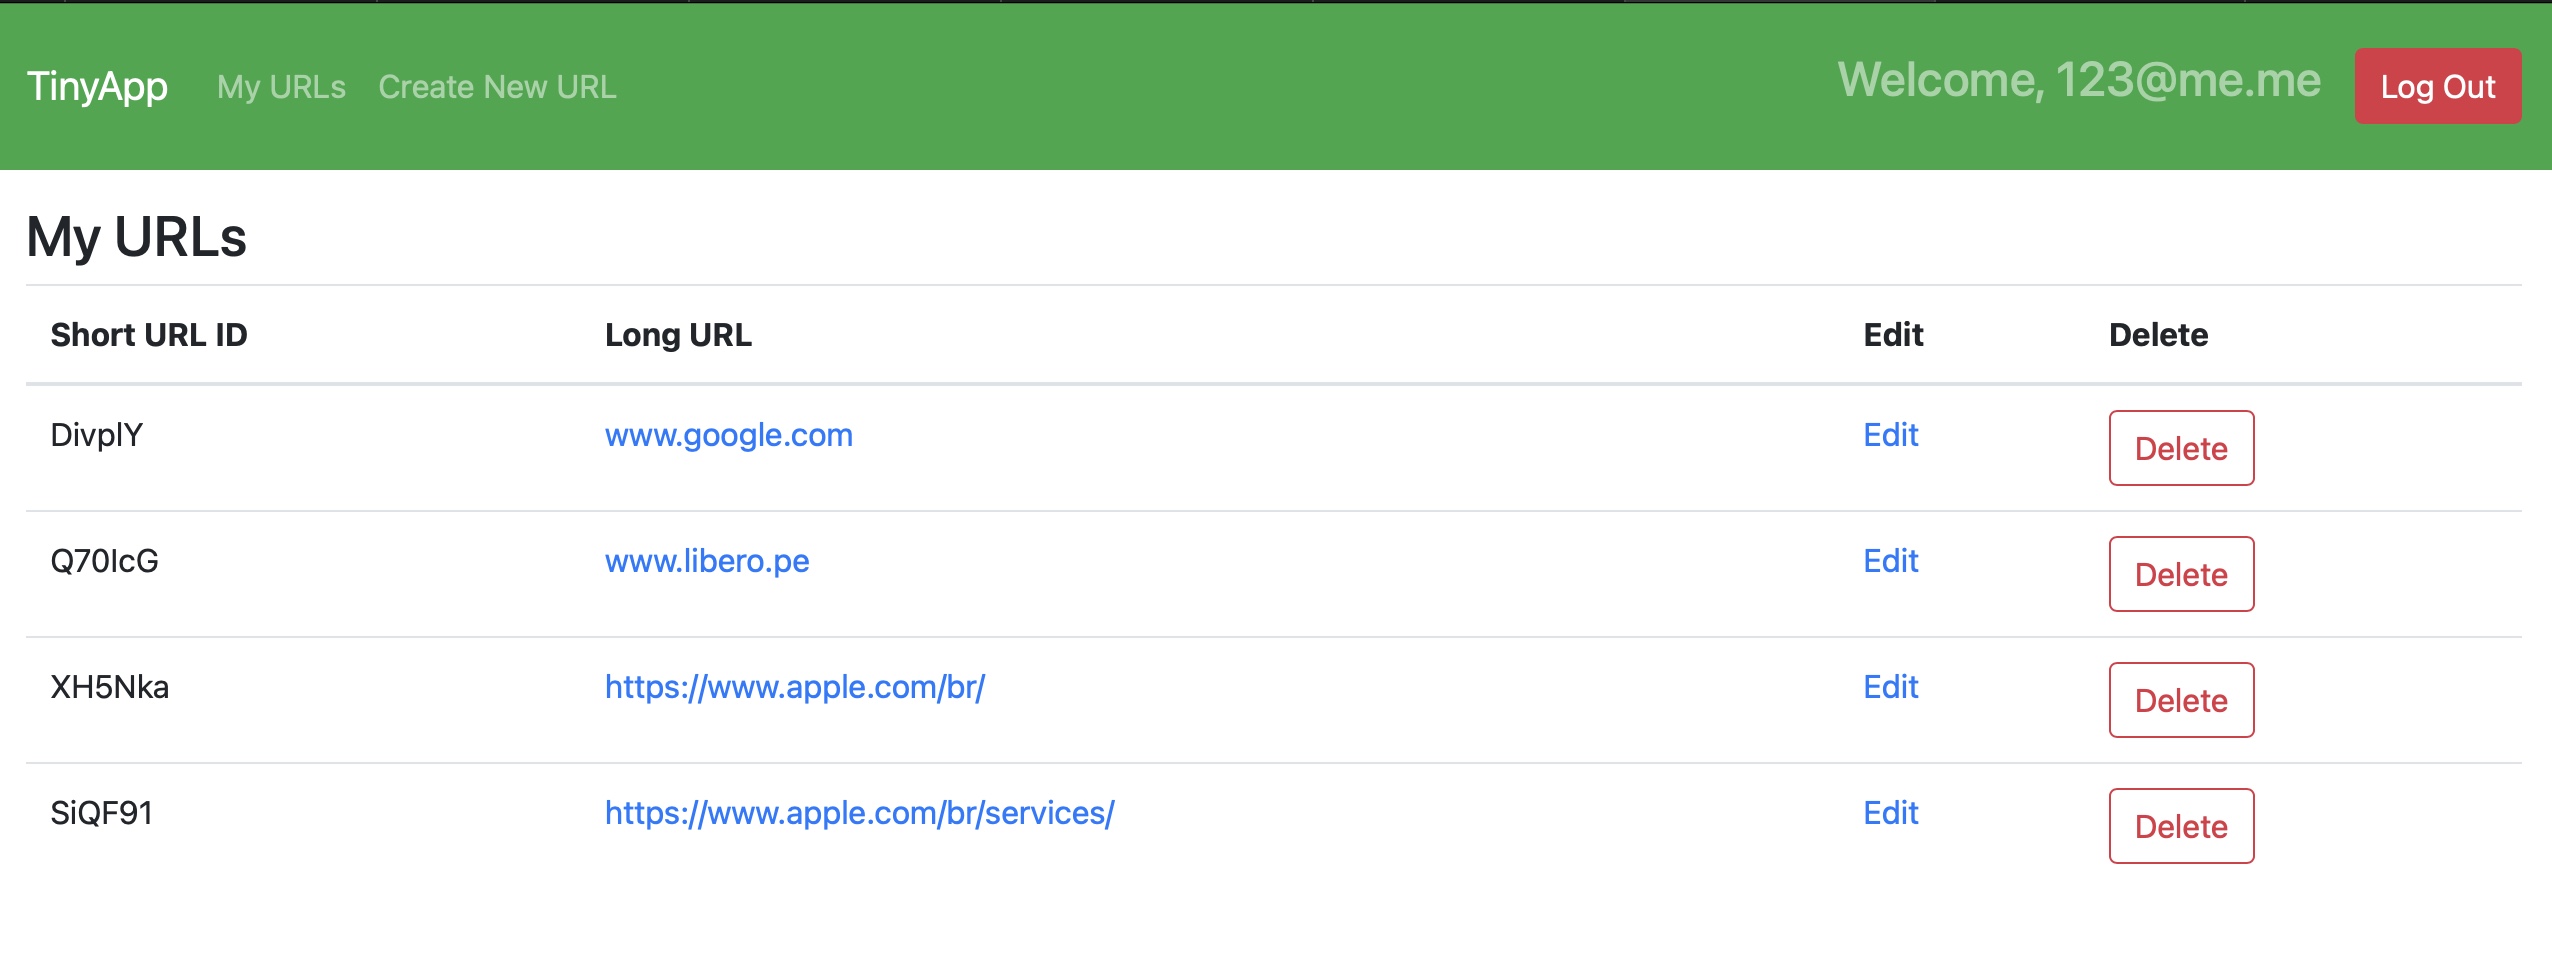 TinyApp My URLs Create New URL Welcome, 123@me.me Log Out
My URLs
Short URL ID Long URL Edit Delete
DivplY www.google.com Edit Delete
Q70IcG www.libero.pe Edit Delete
XH5Nka https://www.apple.com/br/ Edit Delete
SiQF91 https://www.apple.com/br/services/ Edit Delete